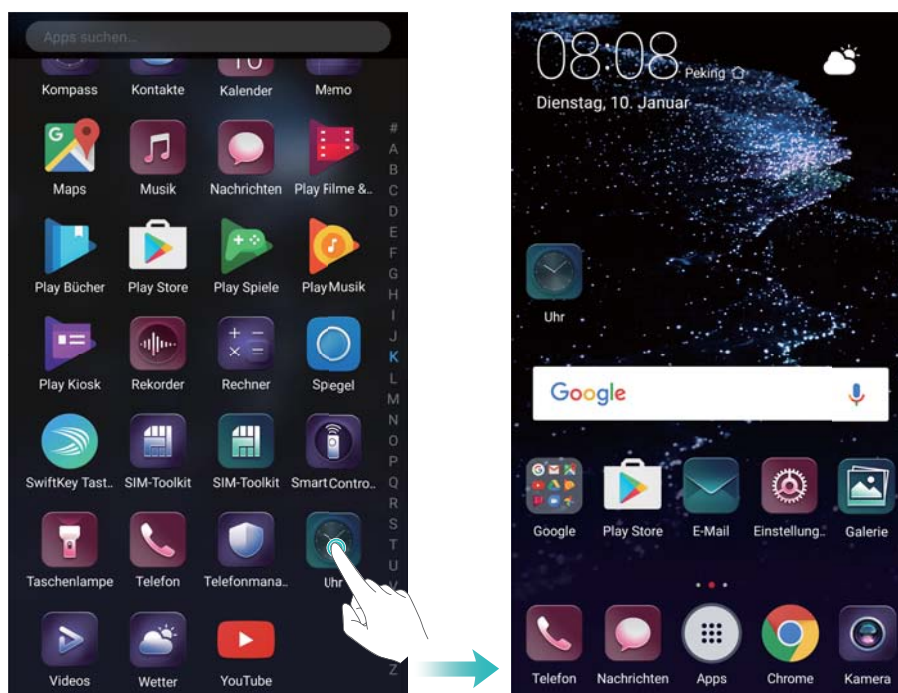 Apps suchen...
Kompass Kontakte Kalender Memo
#
A
Maps Musik Nachrichten Play Filme &..
B
C
D
E
F
G
Play Bücher Play Store Play Spiele Play Musik
H
I
J
K
Play Kiosk Rekorder Rechner Spiegel
L
M
N
O
P
SwiftKey Tast.. SIM-Toolkit SIM-Toolkit SmartContro..
Q
R
S
T
Taschenlampe Telefon Telefonmana.. Uhr
U
V
Videos Wetter YouTube
Z
08:08 Peking
Dienstag, 10. Januar
Uhr
Google
Google Play Store E-Mail Einstellung.. Galerie
Telefon Nachrichten Apps Chrome Kamera